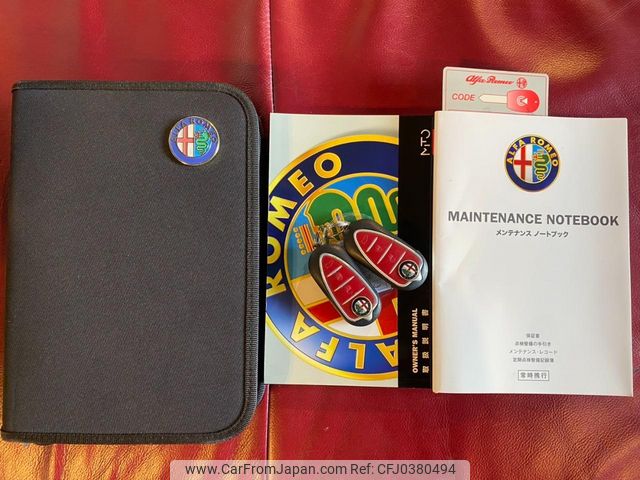 ALFA ROMEO
ALFA ROMEO
MiTO
OWNER'S MANUAL
取扱説明書
Alfa Romeo
CODE
ALFA ROMEO
MAINTENANCE NOTEBOOK
メンテナンス ノートブック
保証書
点検整備の手引き
メンテナンス・レコード
定期点検整備記録簿
常時携行
www.CarFromJapan.com (ID:FJ0380494)